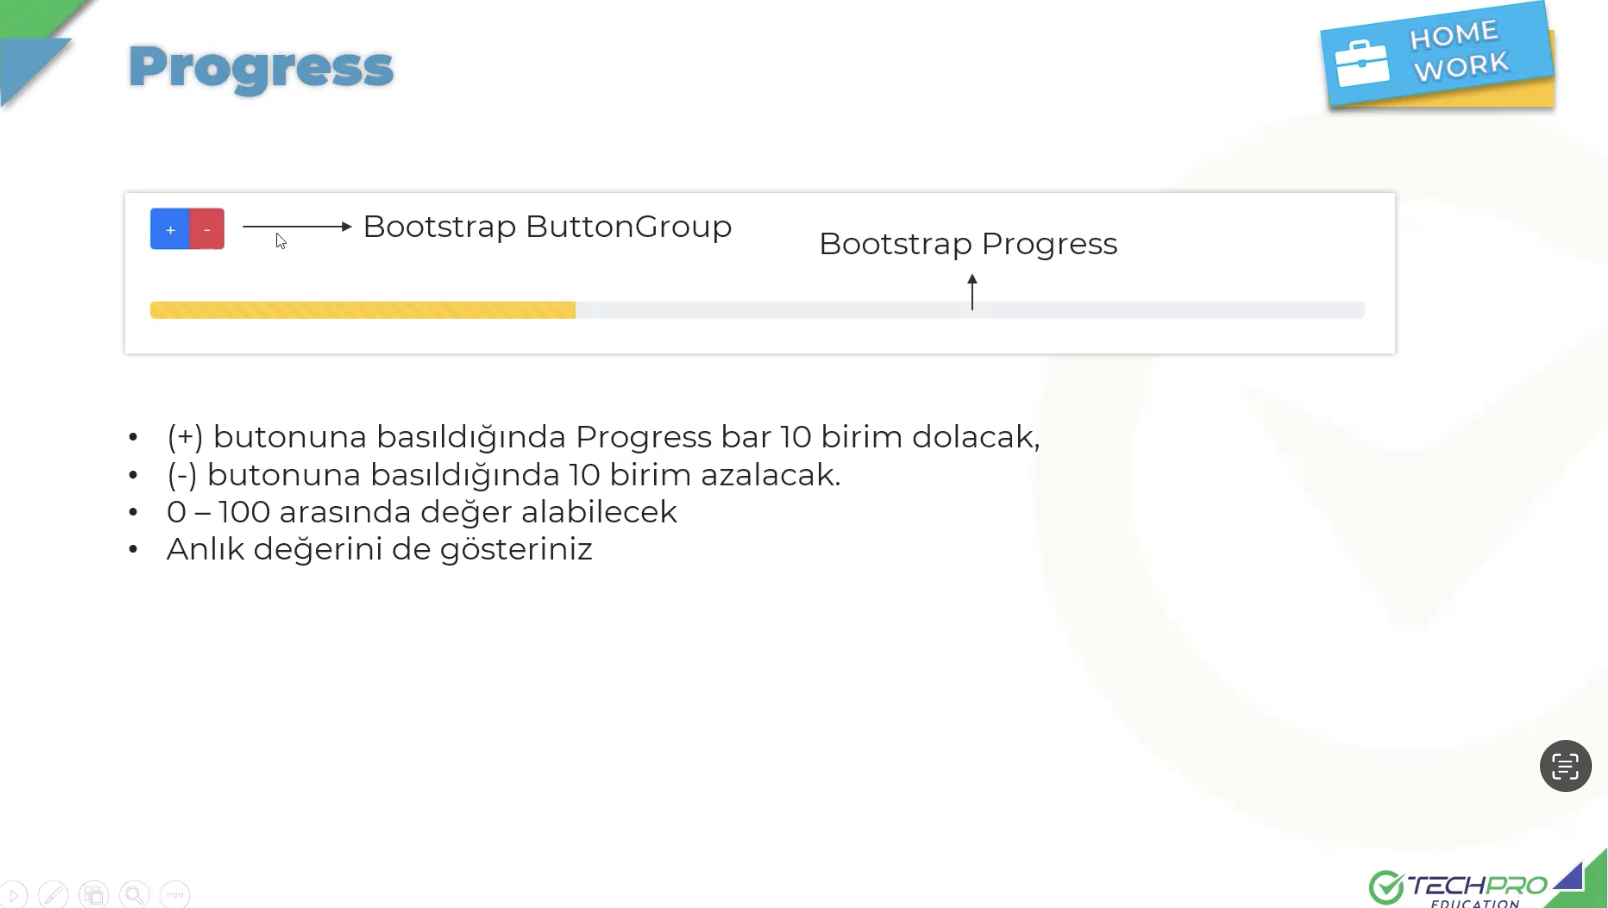 Progress
HOME
WORK
+ -
Bootstrap ButtonGroup
Bootstrap Progress
• (+) butonuna basıldığında Progress bar 10 birim dolacak,
• (-) butonuna basıldığında 10 birim azalacak.
• 0 – 100 arasında değer alabilecek
• Anlık değerini de gösteriniz
TECHPRO
EDUCATION